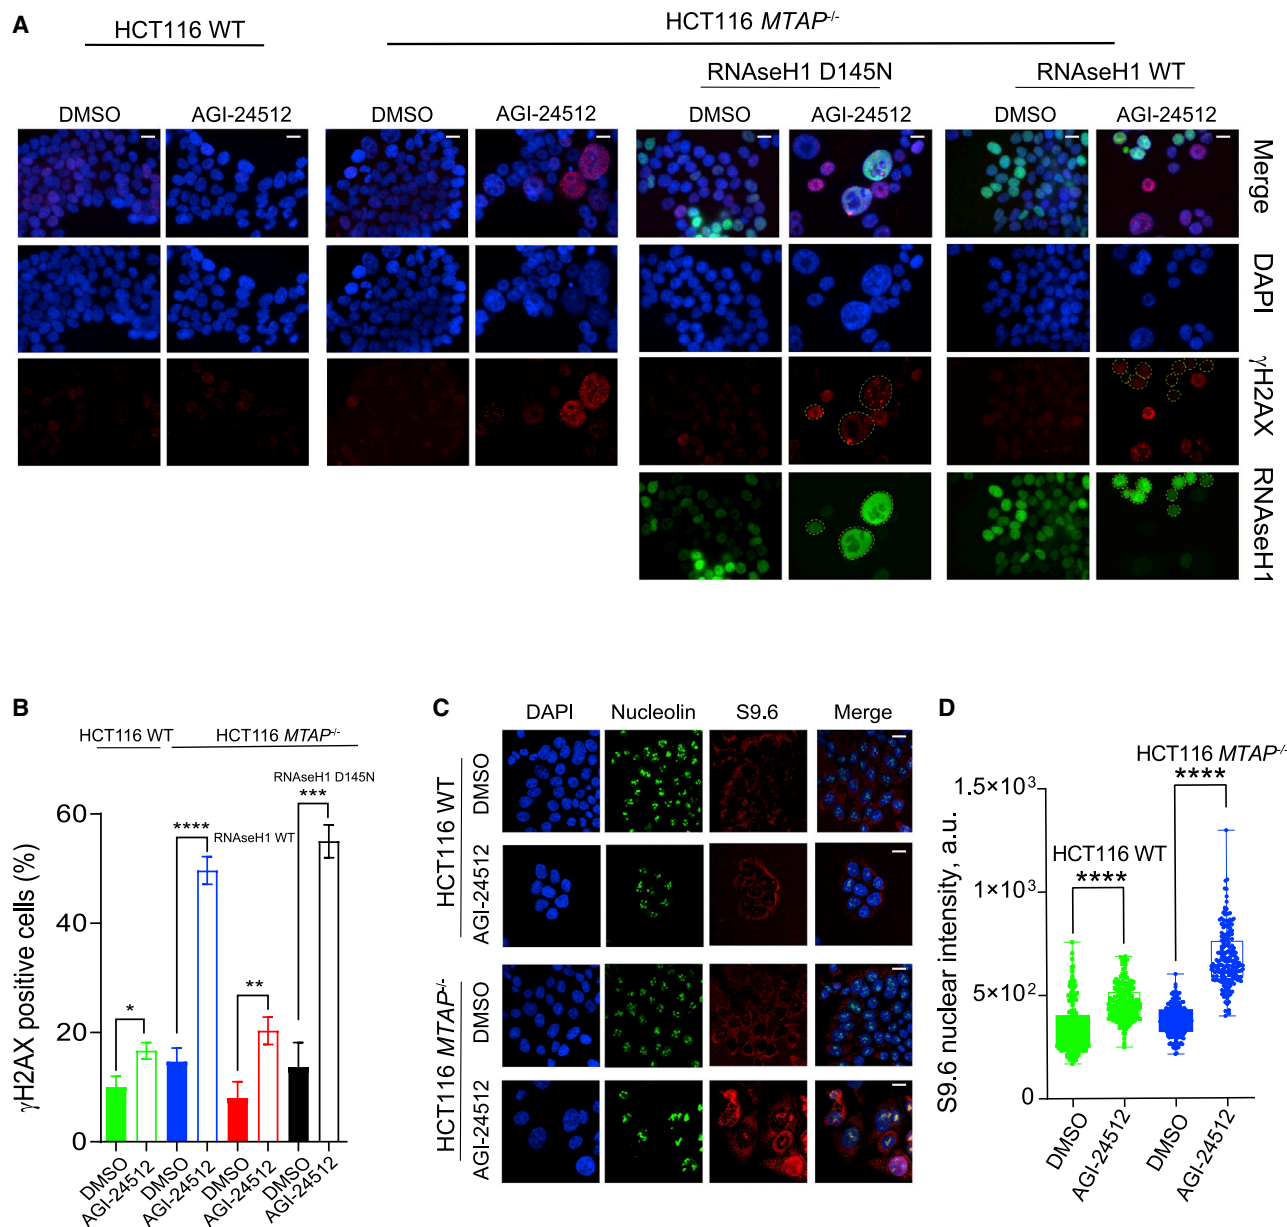 A
HCT116 WT
HCT116 MTAP-/-
RNAseH1 D145N
RNAseH1 WT
DMSO
AGI-24512
DMSO
AGI-24512
DMSO
AGI-24512
DMSO
AGI-24512
Merge
DAPI
γH2AX
RNAseH1
B
HCT116 WT
HCT116 MTAP-/-
RNAseH1 D145N
***
****
RNAseH1 WT
**
*
γH2AX positive cells (%)
60
40
20
0
DMSO
AGI-24512
DMSO
AGI-24512
DMSO
AGI-24512
DMSO
AGI-24512
C
DAPI
Nucleolin
S9.6
Merge
HCT116 WT
DMSO
AGI-24512
HCT116 MTAP-/-
DMSO
AGI-24512
D
HCT116 MTAP-/-
****
HCT116 WT
****
S9.6 nuclear intensity, a.u.
1.5×10³
1×10³
5×10²
0
DMSO
AGI-24512
DMSO
AGI-24512